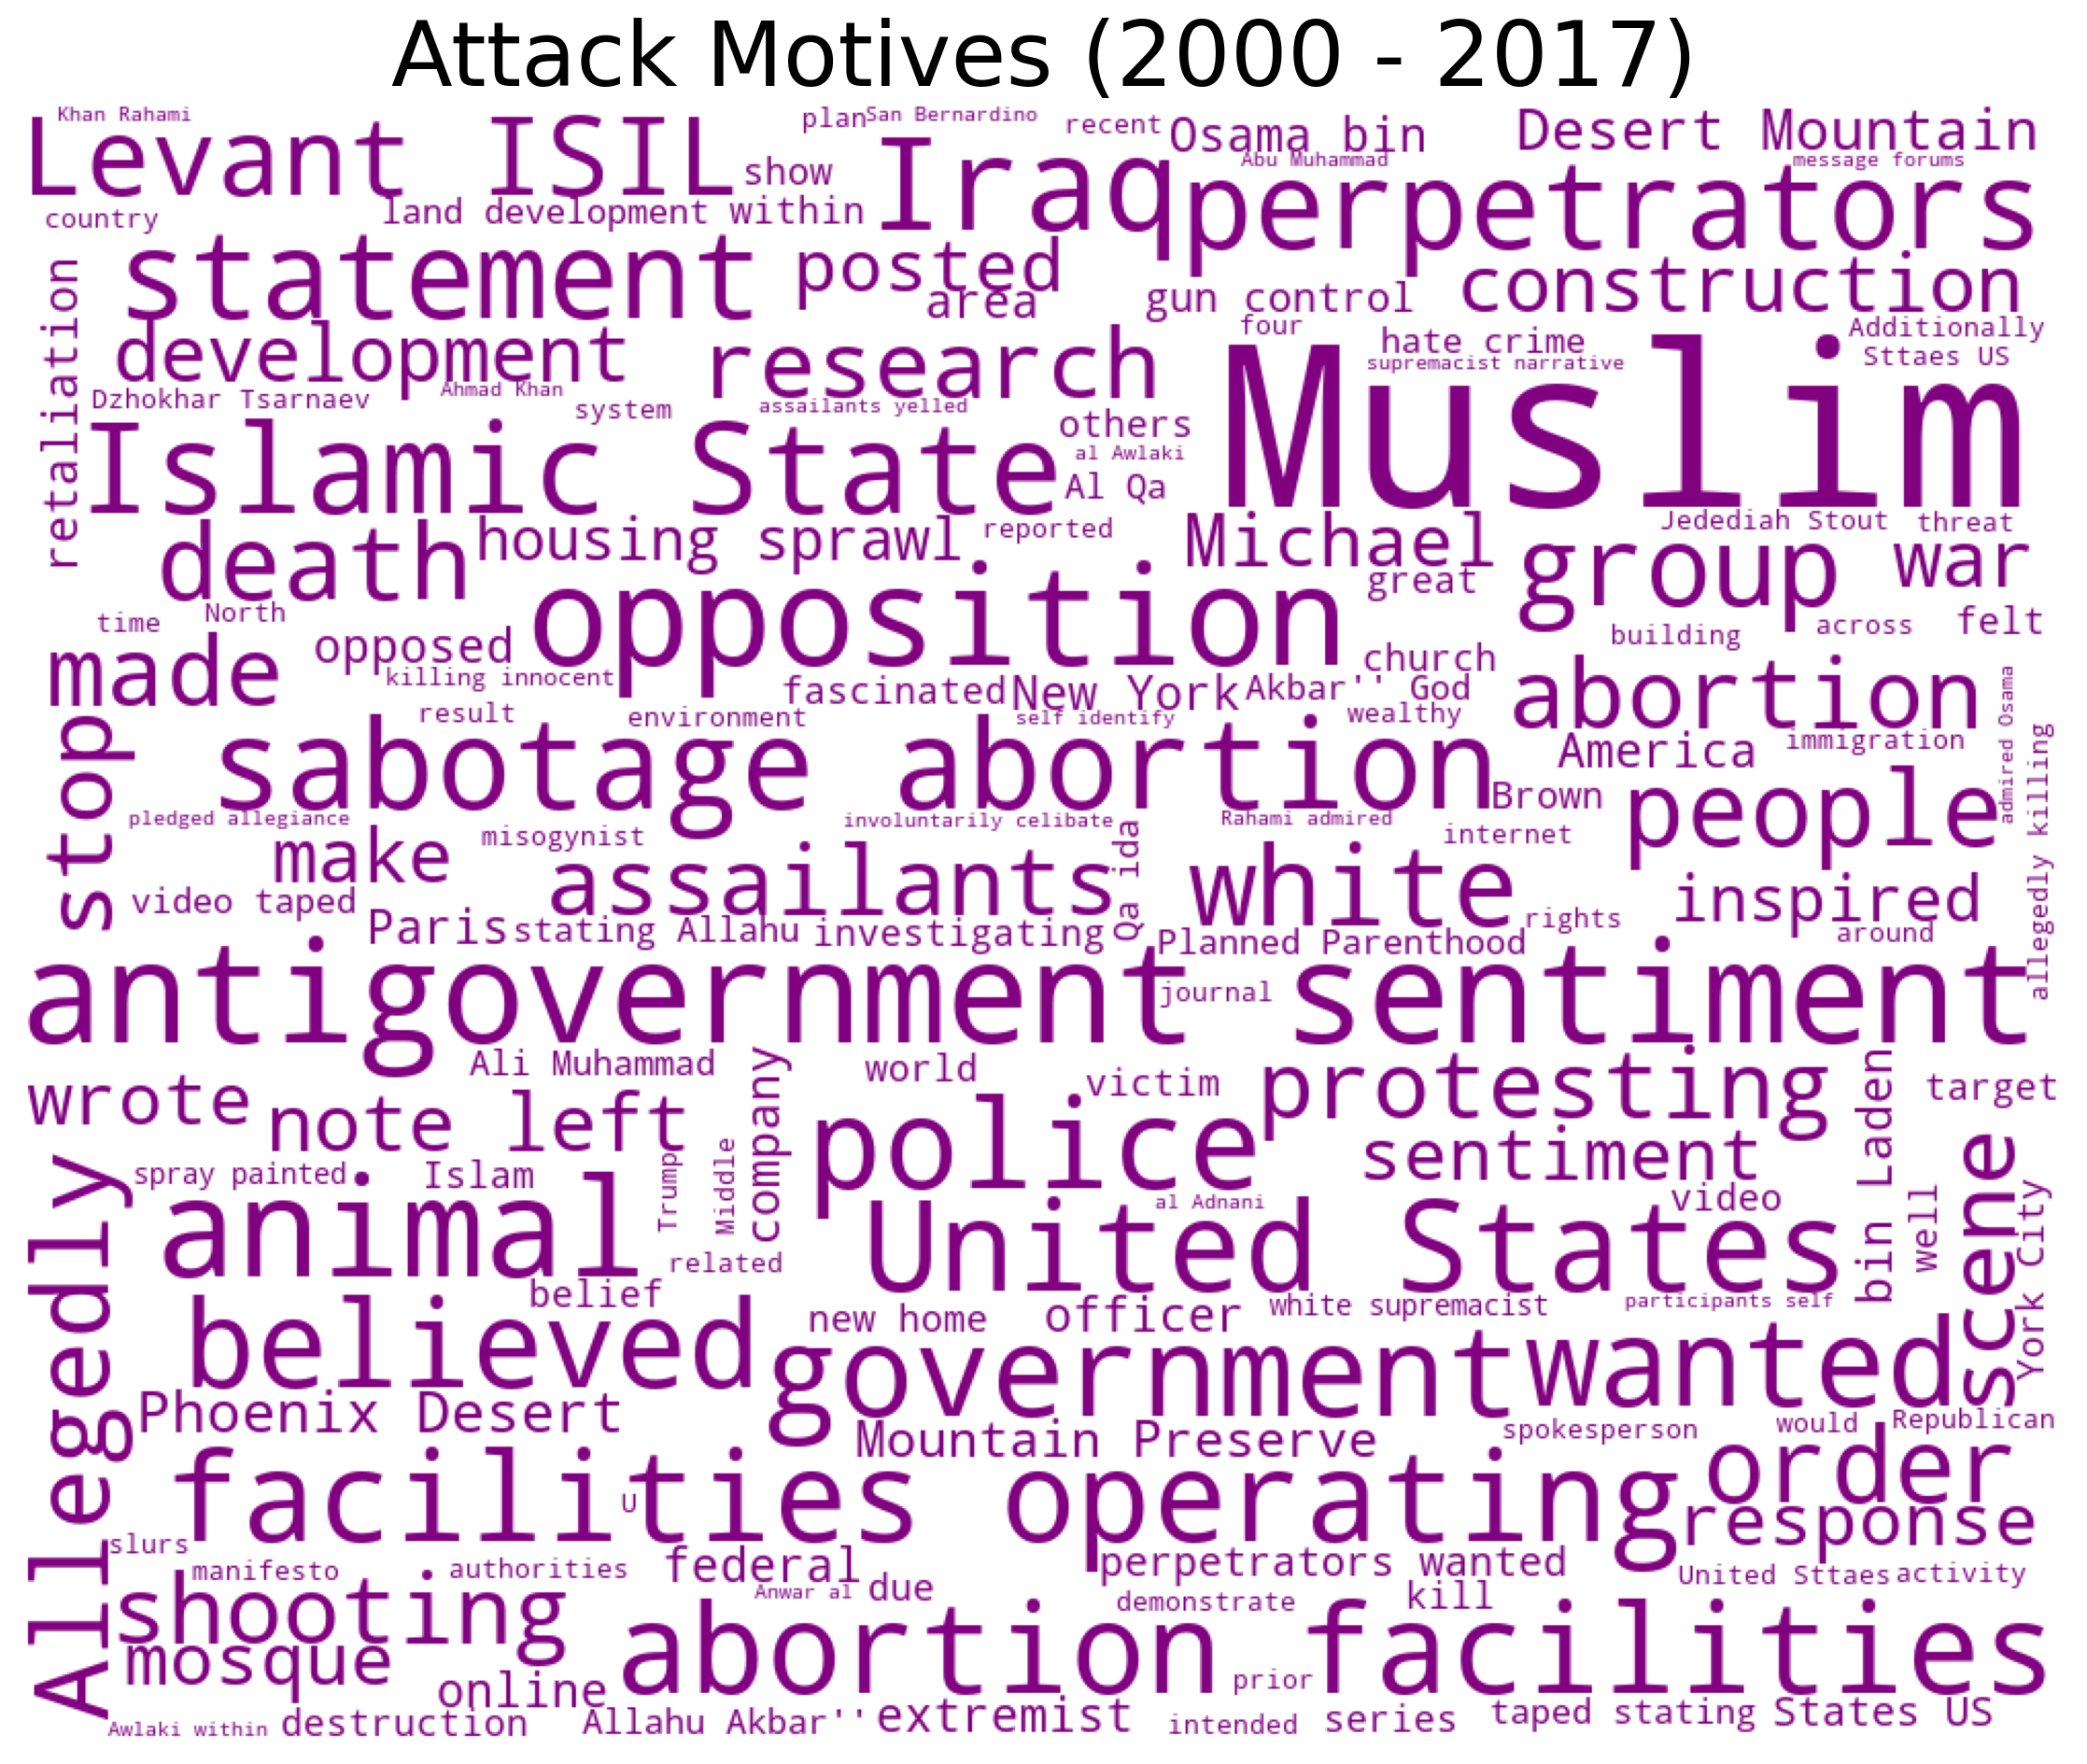 Attack Motives (2000 - 2017)
Khan Rahami
plan
San Bernardino
recent
Osama bin
Desert Mountain
Levant ISIL
show
Iraq
Abu Muhammad
message forums
perpetrators
country
land development within
statement
posted
area
gun control
construction
retaliation
development
research
four
hate crime
Additionally
supremacist narrative
Sttaes US
Muslim
Dzhokhar Tsarnaev
Ahmad Khan
system
assailants yelled
others
Islamic State
al Awlaki
Al Qa
death
housing sprawl
reported
Michael
Jedediah Stout
threat
group
war
great
time
North
opposition
opposed
building
across
felt
made
killing innocent
church
abortion
fascinated
New York
Akbar'' God
admired Osama
stop
result
environment
self identify
wealthy
sabotage abortion
America
immigration
allegedly killing
Brown
people
pledged allegiance
misogynist
involuntarily celibate
Rahami admired
internet
make
assailants
Qa ida
white
inspired
video taped
Paris
stating Allahu
investigating
Planned Parenthood
rights
around
antigovernment sentiment
journal
Ali Muhammad
company
world
victim
protesting
bin Laden
target
wrote
note left
police
sentiment
scene
Allegedly
spray painted
Islam
Trump
Middle
animal
al Adnani
video
well
York City
United States
related
belief
believed
new home
officer
white supremacist
participants self
government
wanted
Phoenix Desert
Mountain Preserve
spokesperson
would
Republican
order
facilities operating
U
response
slurs
manifesto
authorities
federal
perpetrators wanted
United Sttaes
activity
shooting
Anwar al
due
demonstrate
kill
mosque
abortion facilities
online
prior
Awlaki within
destruction
Allahu Akbar''
extremist
intended
series
taped stating
States US